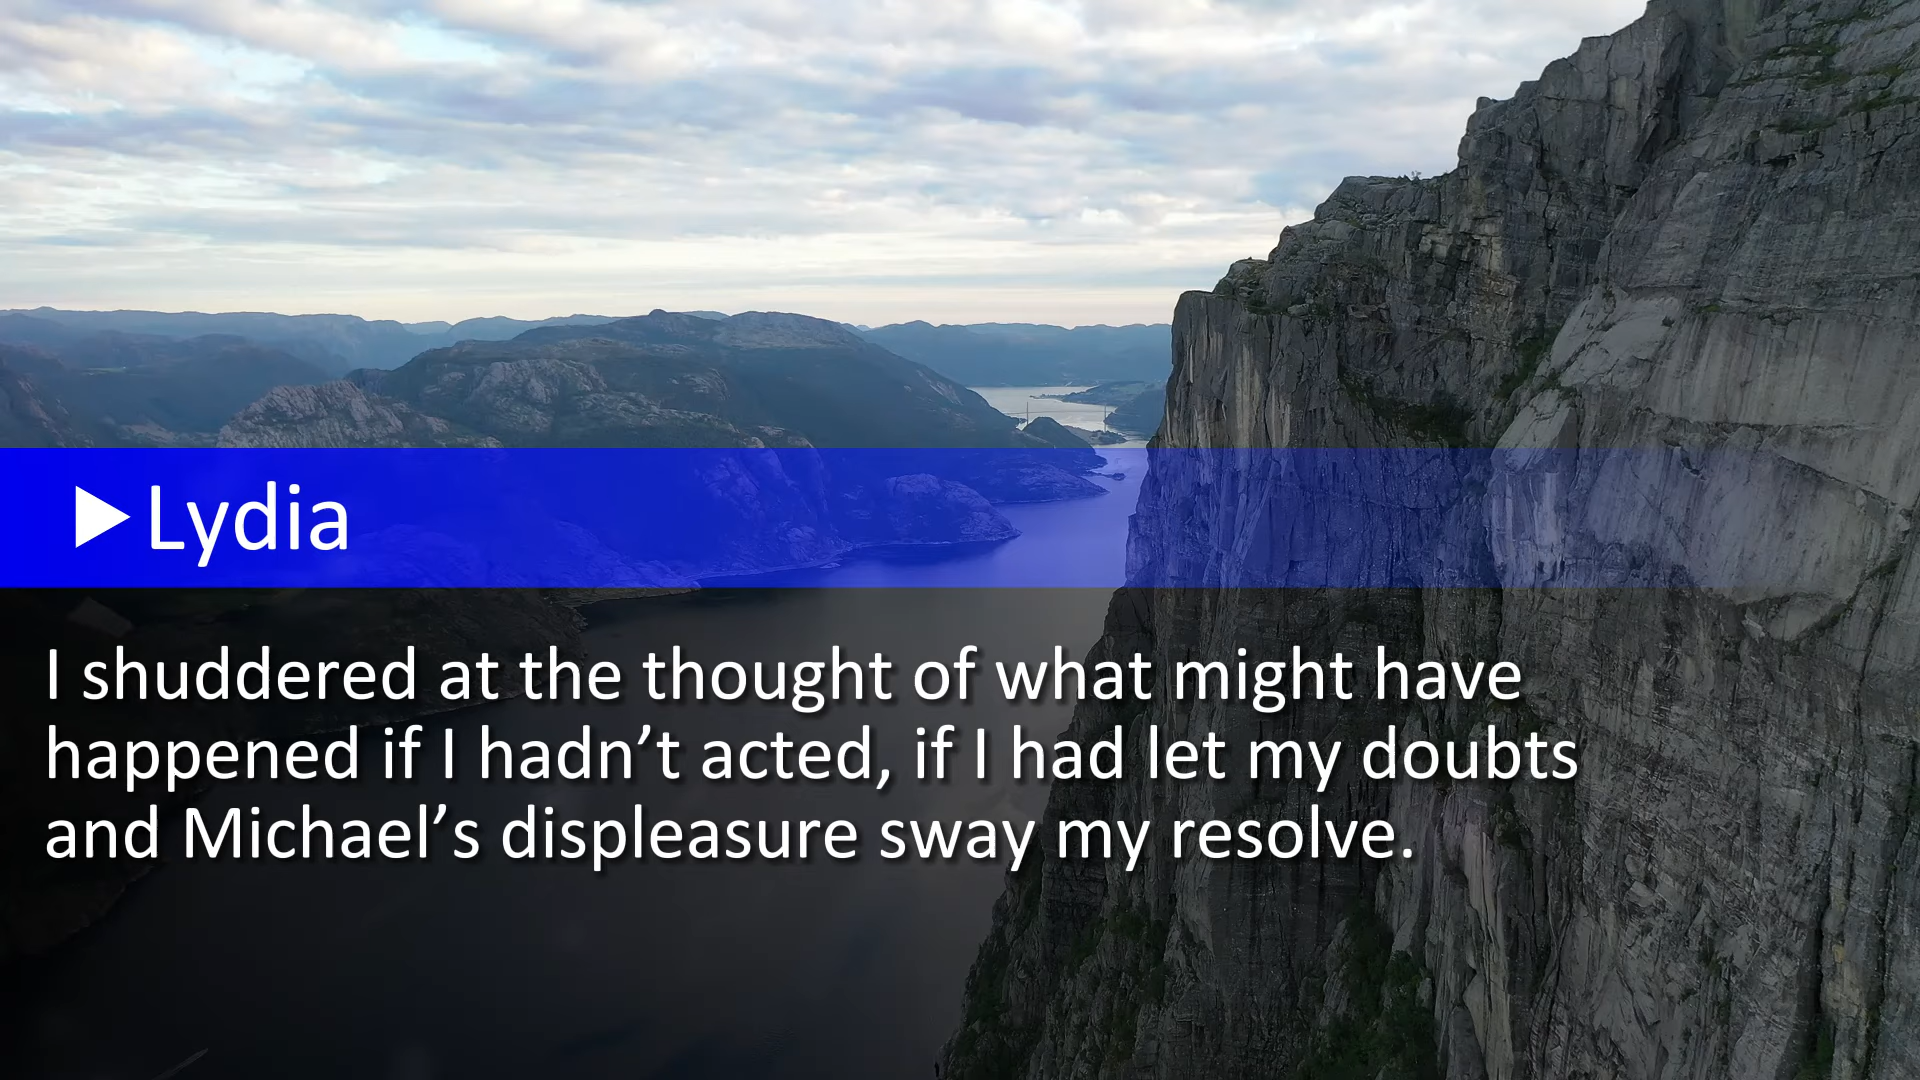 Lydia
I shuddered at the thought of what might have
happened if I hadn’t acted, if I had let my doubts
and Michael’s displeasure sway my resolve.